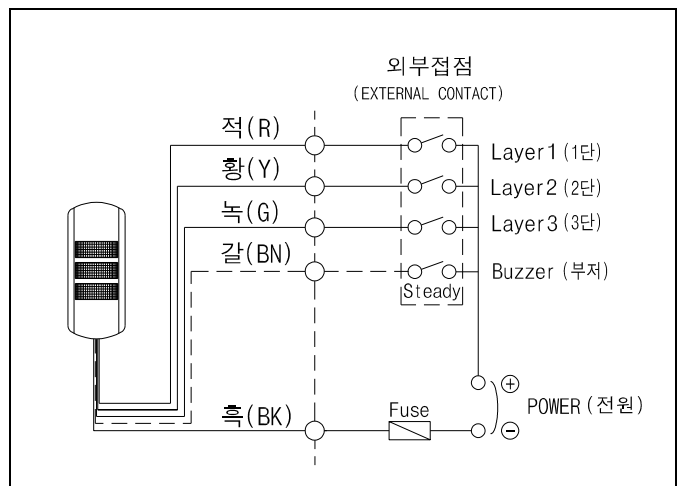 외부접점
(EXTERNAL CONTACT)
적(R)
Layer1 (1단)
황(Y)
Layer2 (2단)
녹(G)
Layer3 (3단)
갈(BN)
Buzzer (부저)
Steady
흑(BK)
Fuse
⊕
POWER (전원)
⊖